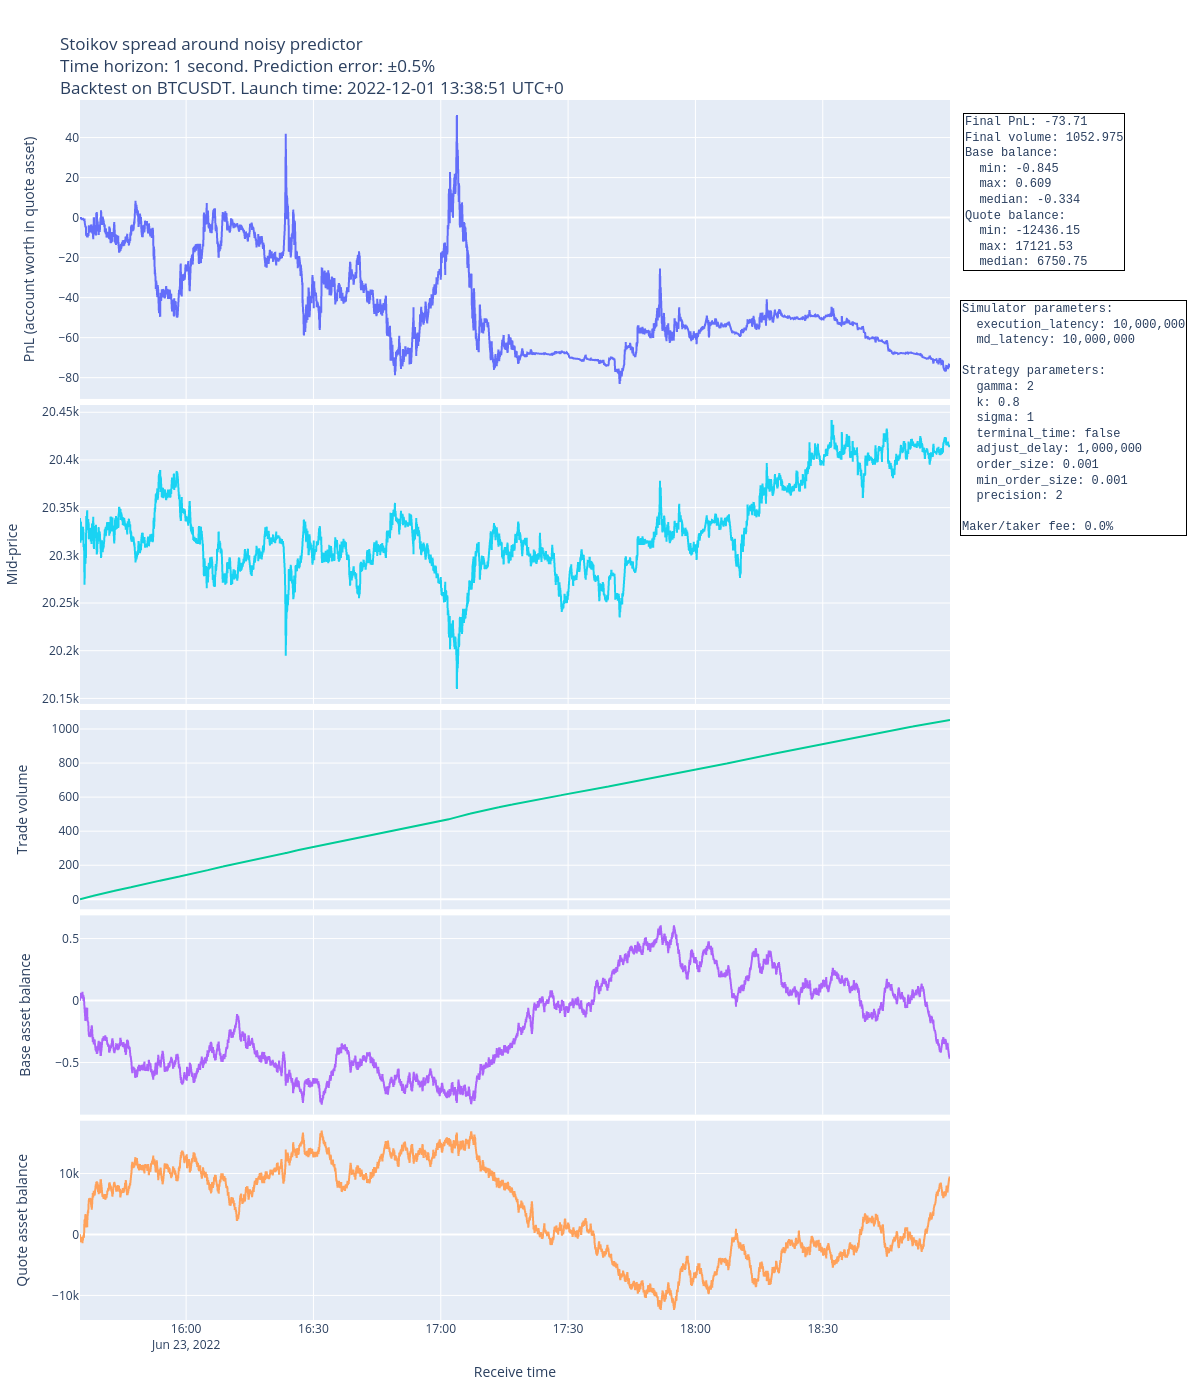 Stoikov spread around noisy predictor
Time horizon: 1 second. Prediction error: ±0.5%
Backtest on BTCUSDT. Launch time: 2022-12-01 13:38:51 UTC+0
PnL (account worth in quote asset)
40
20
0
−20
−40
−60
−80
Final PnL: -73.71
Final volume: 1052.975
Base balance:
min: -0.845
max: 0.609
median: -0.334
Quote balance:
min: -12436.15
max: 17121.53
median: 6750.75
Simulator parameters:
execution_latency: 10,000,000
md_latency: 10,000,000
Strategy parameters:
gamma: 2
k: 0.8
sigma: 1
terminal_time: false
adjust_delay: 1,000,000
order_size: 0.001
min_order_size: 0.001
precision: 2
Maker/taker fee: 0.0%
Mid-price
20.45k
20.4k
20.35k
20.3k
20.25k
20.2k
20.15k
Trade volume
1000
800
600
400
200
0
Base asset balance
0.5
0
−0.5
Quote asset balance
10k
0
−10k
16:00 16:30 17:00 17:30 18:00 18:30
Jun 23, 2022
Receive time